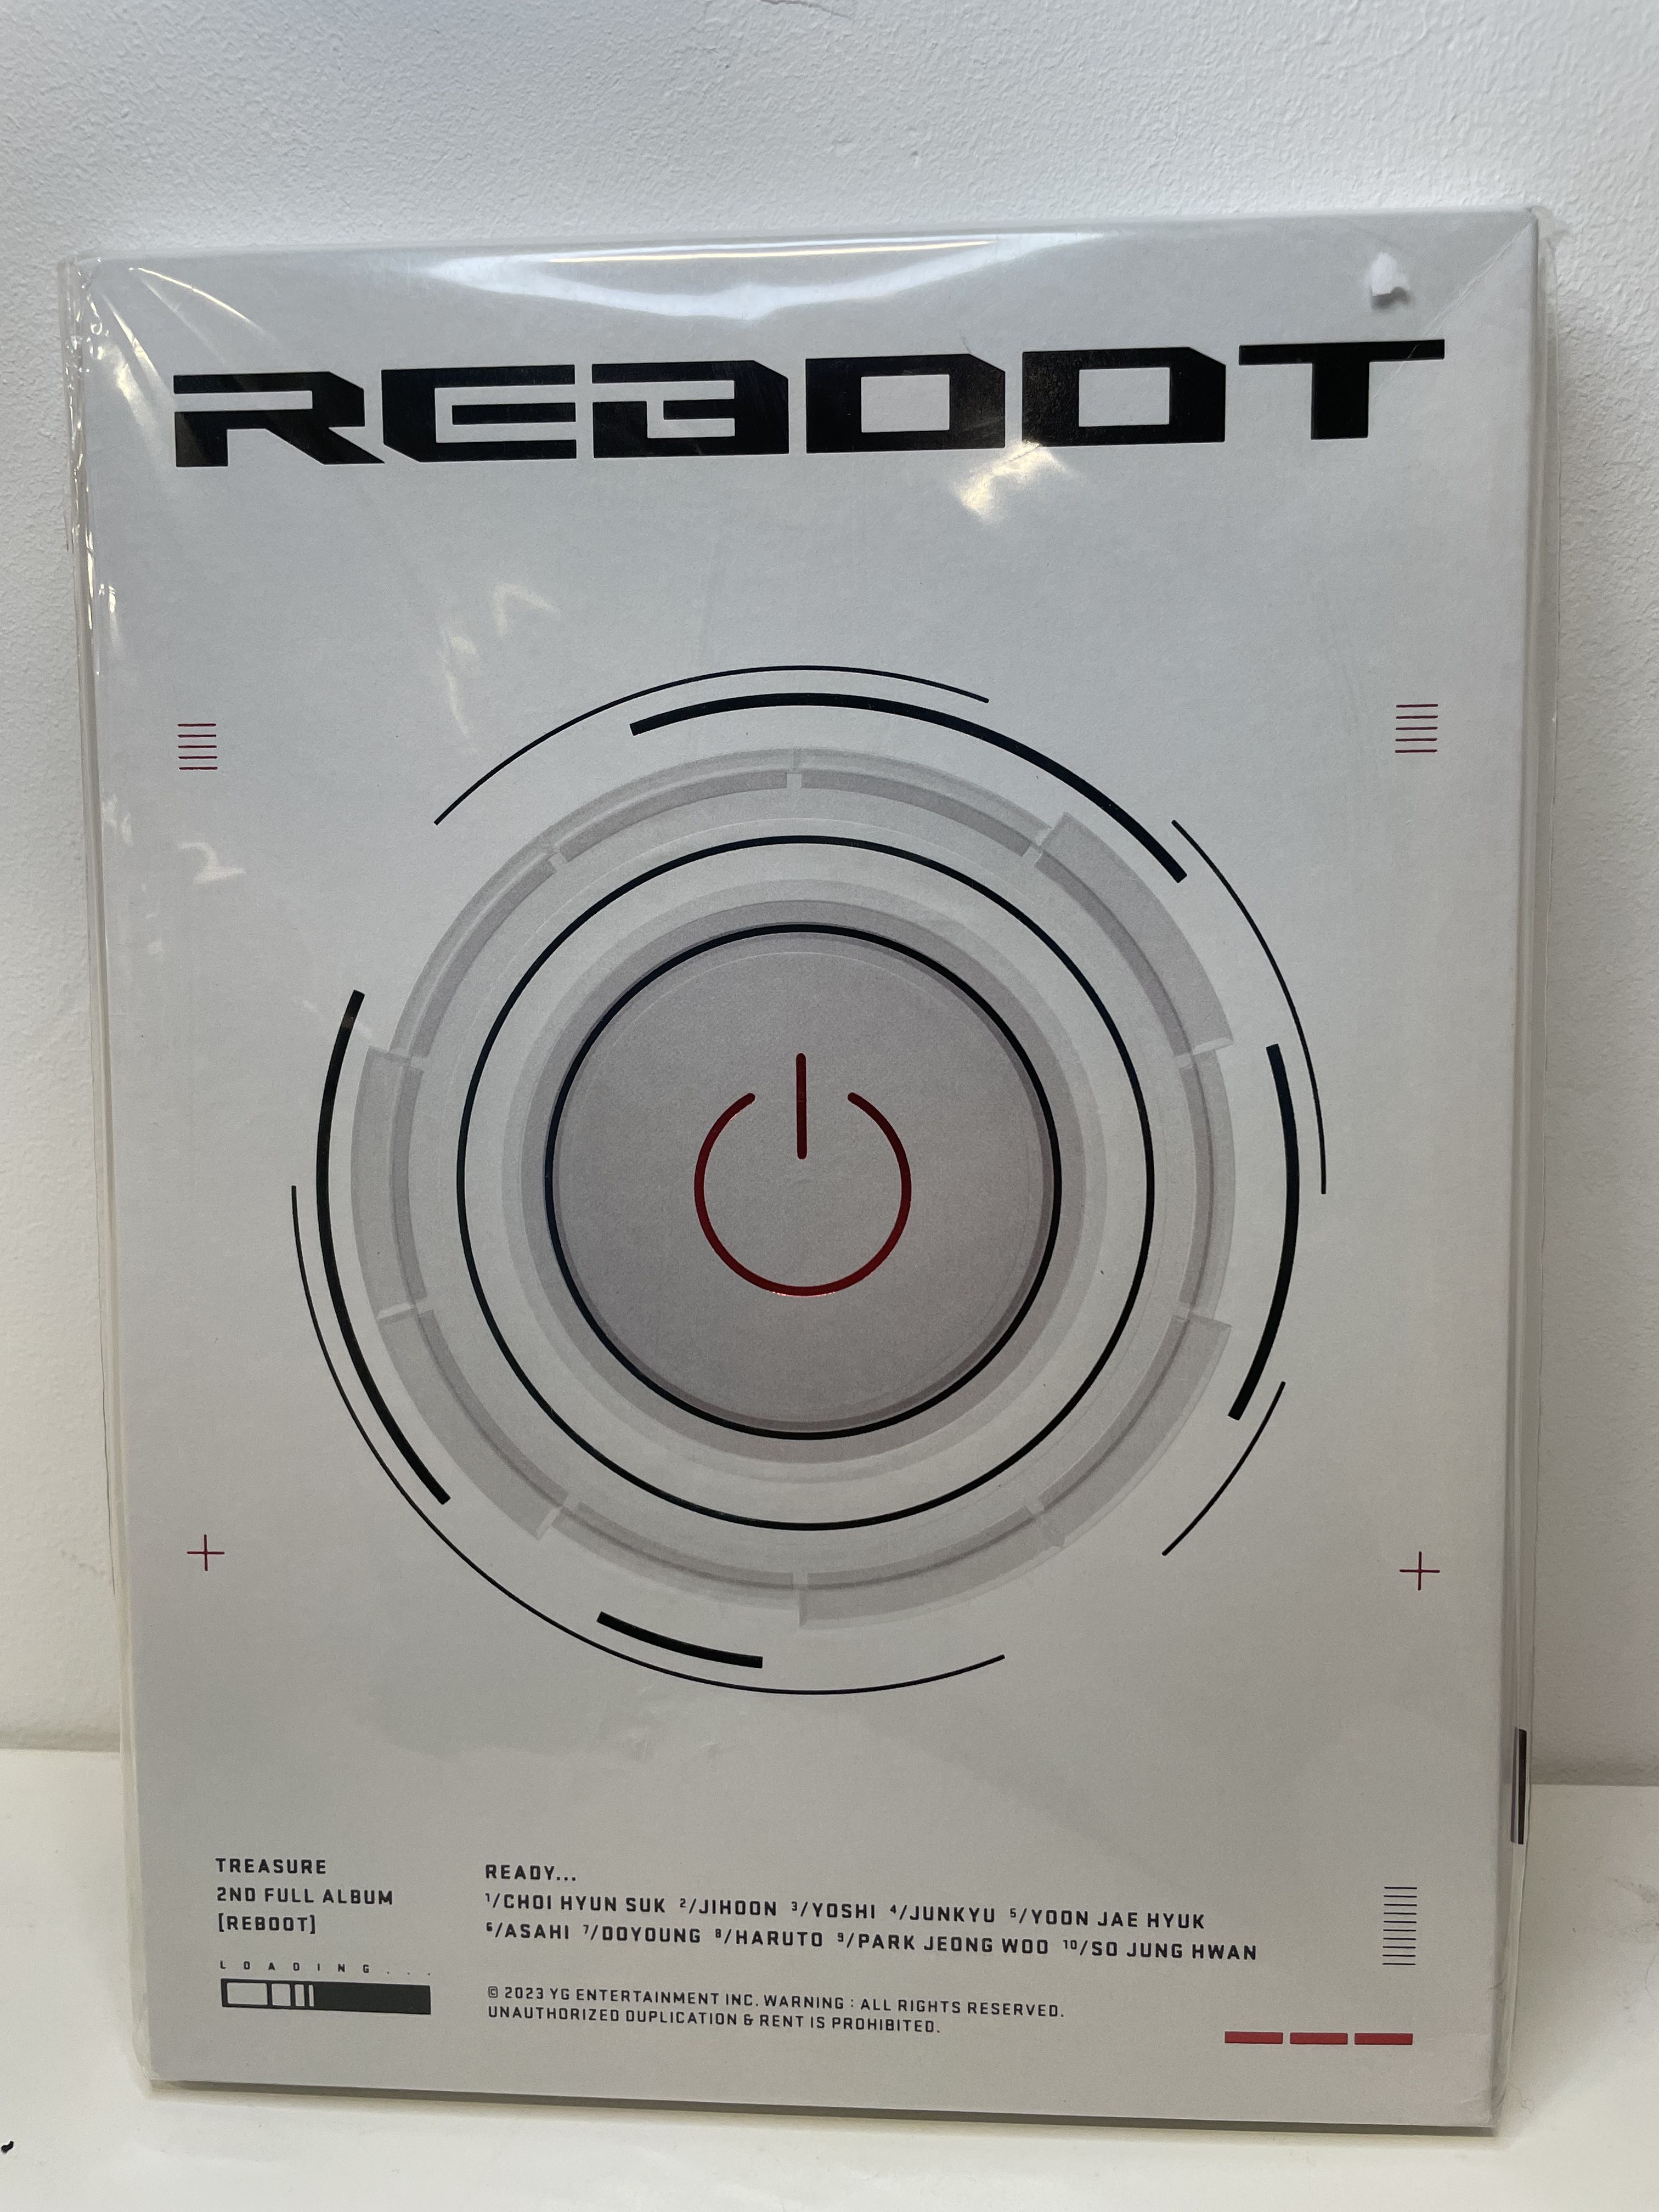 REBOOT
TREASURE
2ND FULL ALBUM
[REBOOT]
LOADING...
READY...
1/CHOI HYUN SUK 2/JIHOON 3/YOSHI 4/JUNKYU 5/YOON JAE HYUK
6/ASAHI 7/DOYOUNG 8/HARUTO 9/PARK JEONG WOO 10/SO JUNG HWAN
© 2023 YG ENTERTAINMENT INC. WARNING : ALL RIGHTS RESERVED.
UNAUTHORIZED DUPLICATION & RENT IS PROHIBITED.